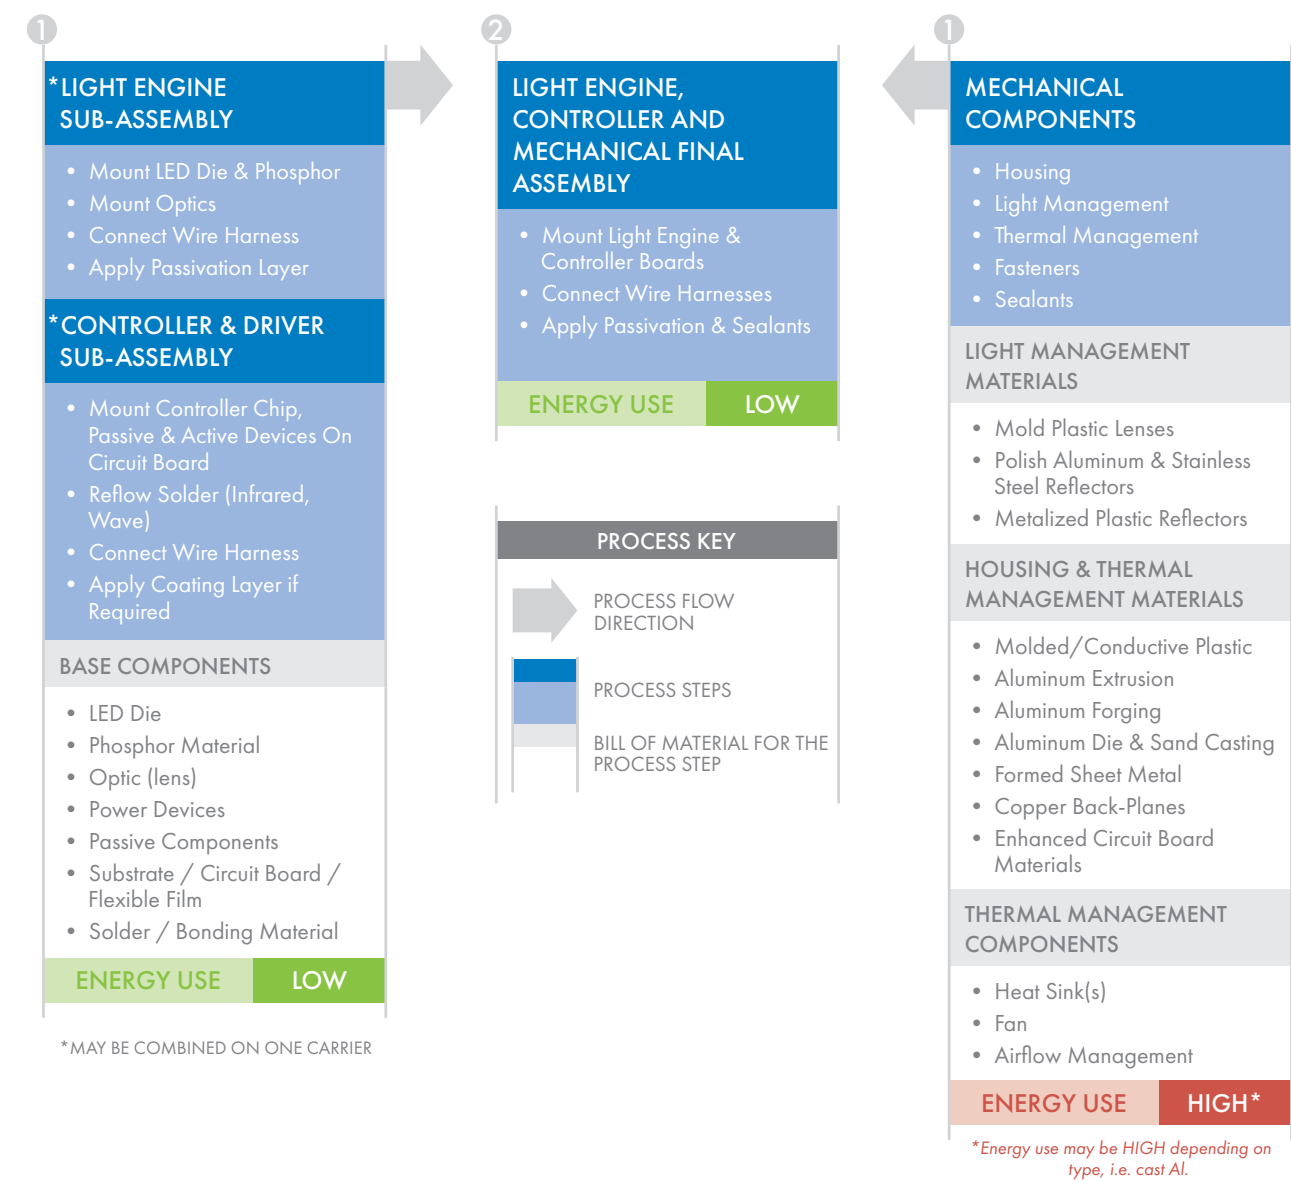 1
*LIGHT ENGINE
SUB-ASSEMBLY
• Mount LED Die & Phosphor
• Mount Optics
• Connect Wire Harness
• Apply Passivation Layer
*CONTROLLER & DRIVER
SUB-ASSEMBLY
• Mount Controller Chip,
Passive & Active Devices On
Circuit Board
• Reflow Solder (Infrared,
Wave)
• Connect Wire Harness
• Apply Coating Layer if
Required
BASE COMPONENTS
• LED Die
• Phosphor Material
• Optic (lens)
• Power Devices
• Passive Components
• Substrate / Circuit Board /
Flexible Film
• Solder / Bonding Material
ENERGY USE LOW
*MAY BE COMBINED ON ONE CARRIER
2
LIGHT ENGINE,
CONTROLLER AND
MECHANICAL FINAL
ASSEMBLY
• Mount Light Engine &
Controller Boards
• Connect Wire Harnesses
• Apply Passivation & Sealants
ENERGY USE LOW
PROCESS KEY
PROCESS FLOW
DIRECTION
PROCESS STEPS
BILL OF MATERIAL FOR THE
PROCESS STEP
1
MECHANICAL
COMPONENTS
• Housing
• Light Management
• Thermal Management
• Fasteners
• Sealants
LIGHT MANAGEMENT
MATERIALS
• Mold Plastic Lenses
• Polish Aluminum & Stainless
Steel Reflectors
• Metalized Plastic Reflectors
HOUSING & THERMAL
MANAGEMENT MATERIALS
• Molded/Conductive Plastic
• Aluminum Extrusion
• Aluminum Forging
• Aluminum Die & Sand Casting
• Formed Sheet Metal
• Copper Back-Planes
• Enhanced Circuit Board
Materials
THERMAL MANAGEMENT
COMPONENTS
• Heat Sink(s)
• Fan
• Airflow Management
ENERGY USE HIGH*
*Energy use may be HIGH depending on
type, i.e. cast Al.